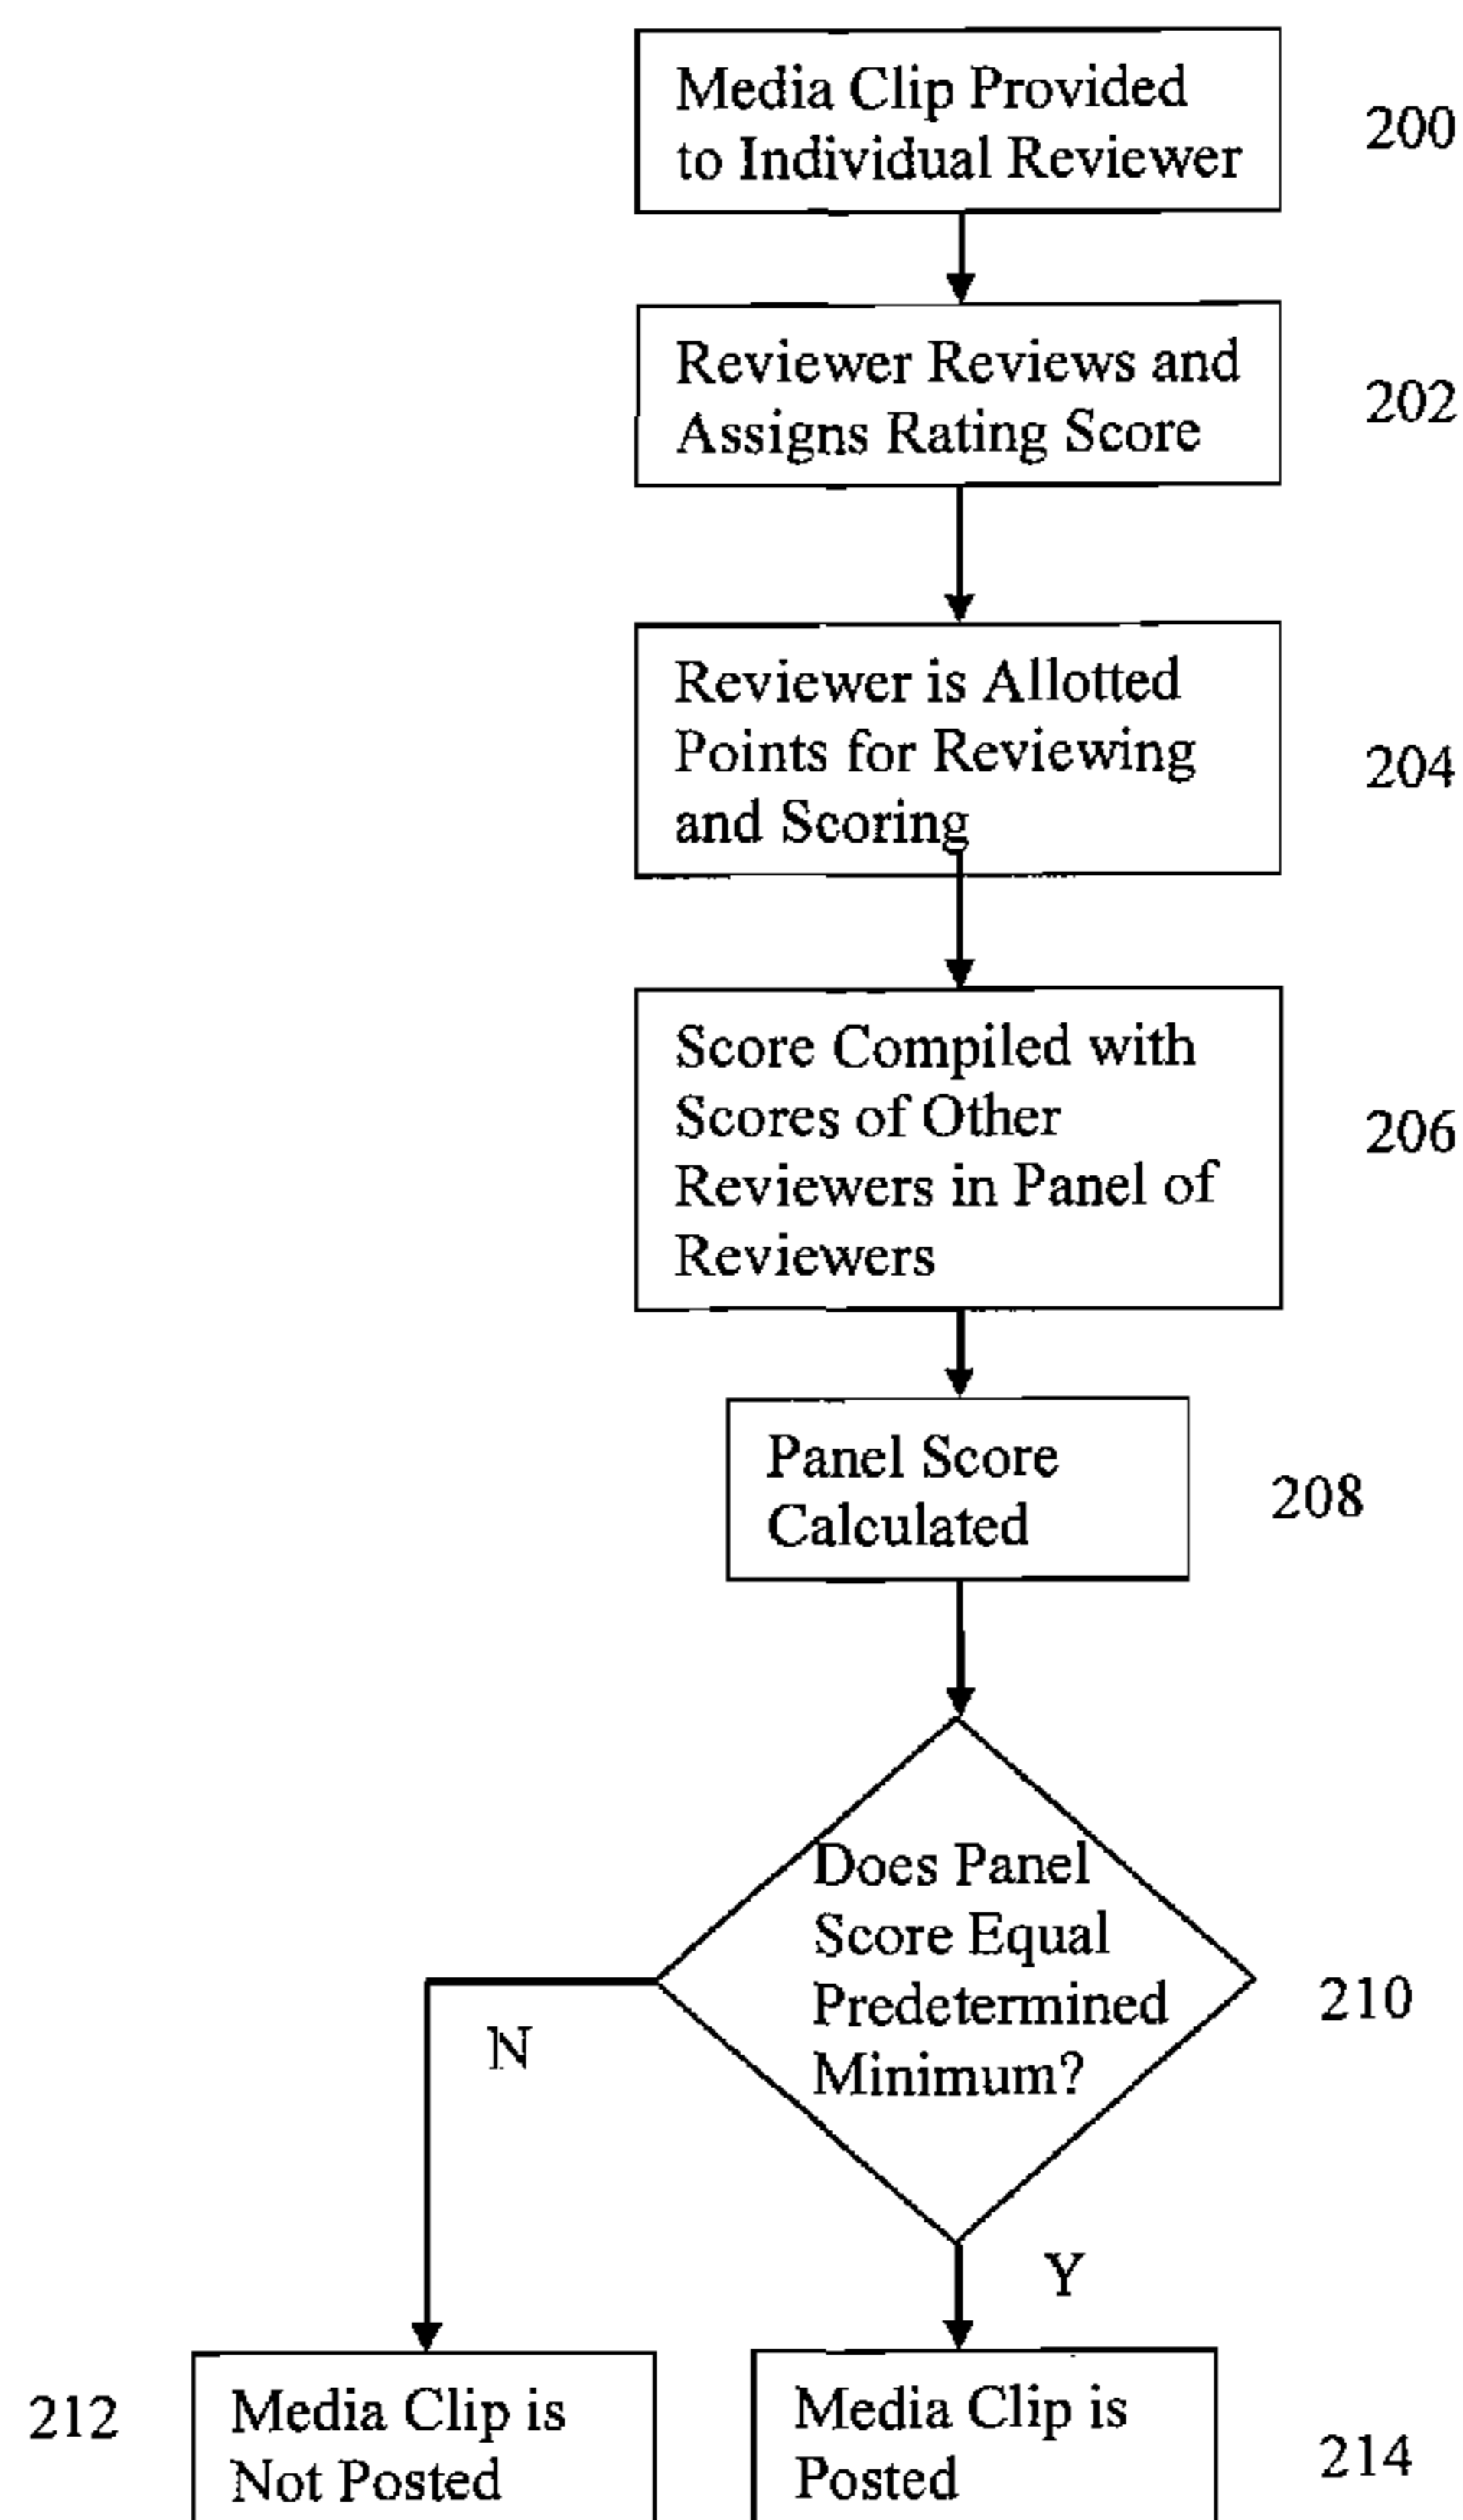 Media Clip Provided
to Individual Reviewer
200
Reviewer Reviews and
Assigns Rating Score
202
Reviewer is Allotted
Points for Reviewing
and Scoring
204
Score Compiled with
Scores of Other
Reviewers in Panel of
Reviewers
206
Panel Score
Calculated
208
Does Panel
Score Equal
Predetermined
Minimum?
210
N
Y
212
Media Clip is
Not Posted
Media Clip is
Posted
214